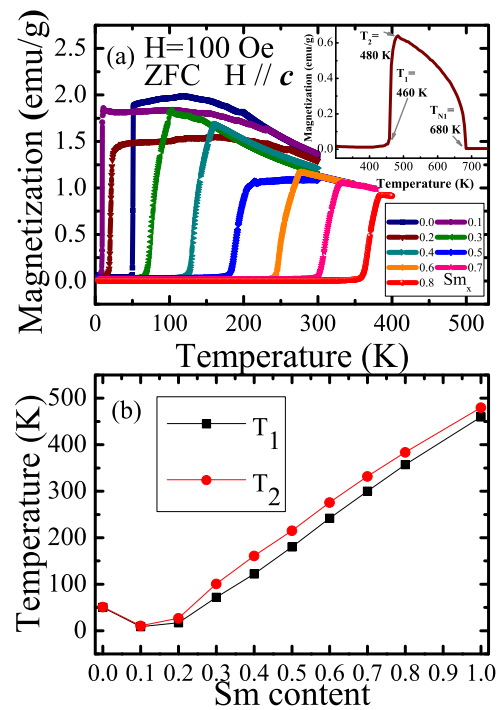 (a)
H=100 Oe
ZFC H // c
Magnetization (emu/g)
3.0
2.5
2.0
1.5
1.0
0.5
0.0
0
100
200
300
400
500
Temperature (K)
0.0
0.1
0.2
0.3
0.4
0.5
0.6
0.7
0.8
Smx
Magnetization (emu/g)
0.6
0.4
0.2
0.0
T2=
480 K
T1=
460 K
TN1=
680 K
400
500
600
700
Temperature (K)
(b)
T1
T2
Temperature (K)
500
400
300
200
100
0
0.0
0.1
0.2
0.3
0.4
0.5
0.6
0.7
0.8
1.0
Sm content